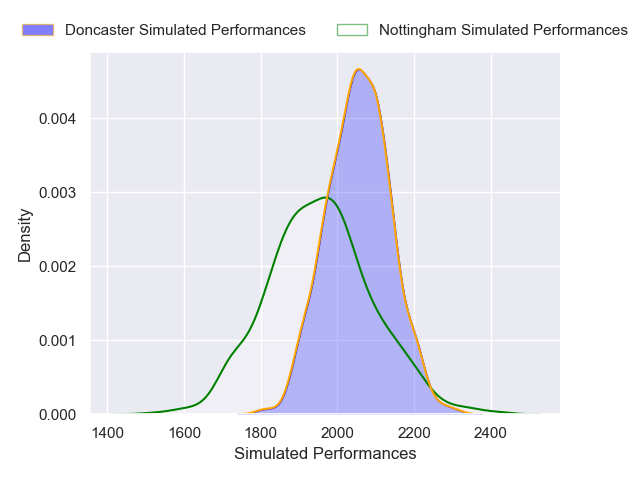 Doncaster Simulated Performances
Nottingham Simulated Performances
0.004
0.003
0.002
0.001
0.000
Density
1400 1600 1800 2000 2200 2400
Simulated Performances